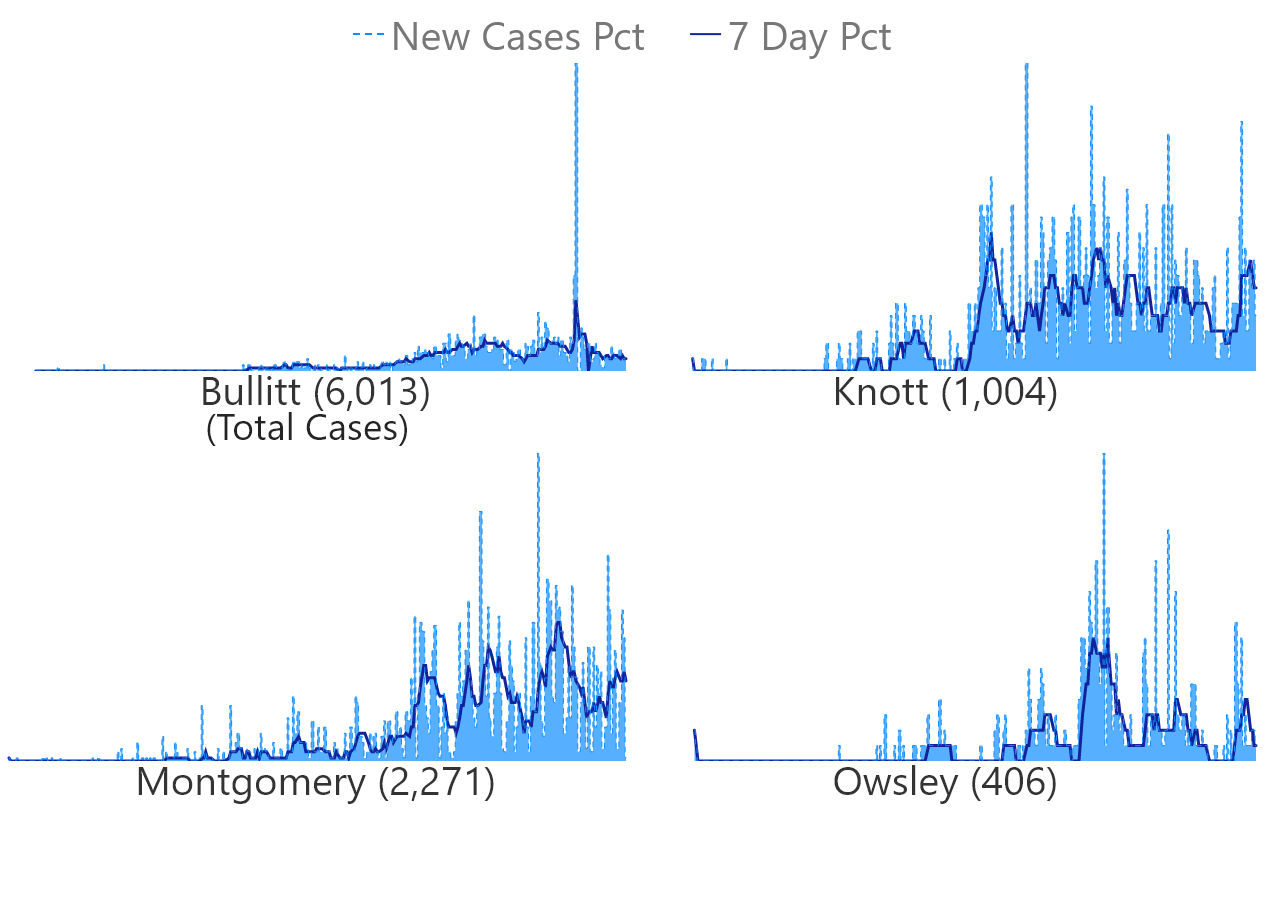 New Cases Pct 7 Day Pct
Bullitt (6,013)
(Total Cases)
Knott (1,004)
Montgomery (2,271)
Owsley (406)